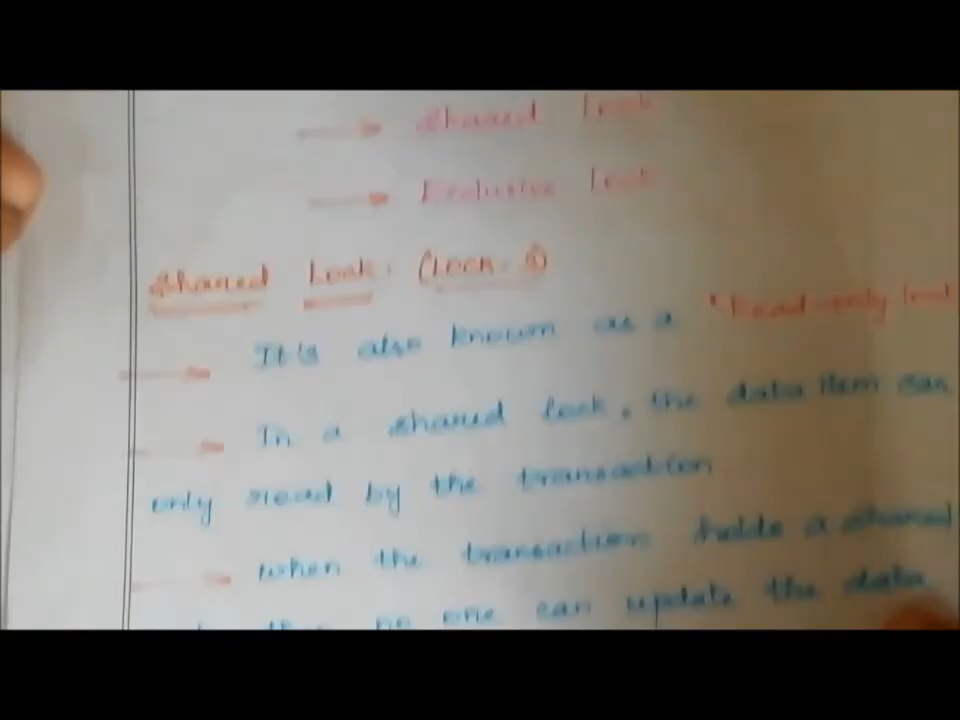 Shared Lock
Exclusive Lock
Shared Lock: (Lock-S)
It's also known as a "Read-only lock
In a shared lock, the data item can
only read by the transaction
when the transaction holds a shared
then no one can update the data